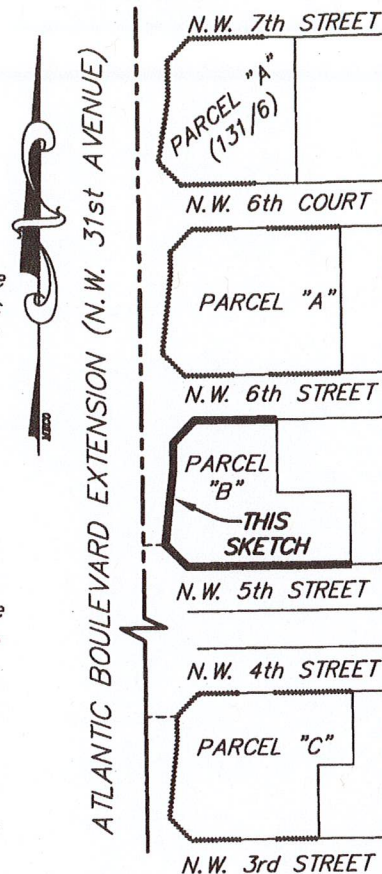 N.W. 7th STREET
ATLANTIC BOULEVARD EXTENSION (N.W. 31st AVENUE)
PARCEL "A"
(131/6)
N.W. 6th COURT
PARCEL "A"
N.W. 6th STREET
PARCEL
"B"
THIS
SKETCH
N.W. 5th STREET
N.W. 4th STREET
PARCEL "C"
N.W. 3rd STREET